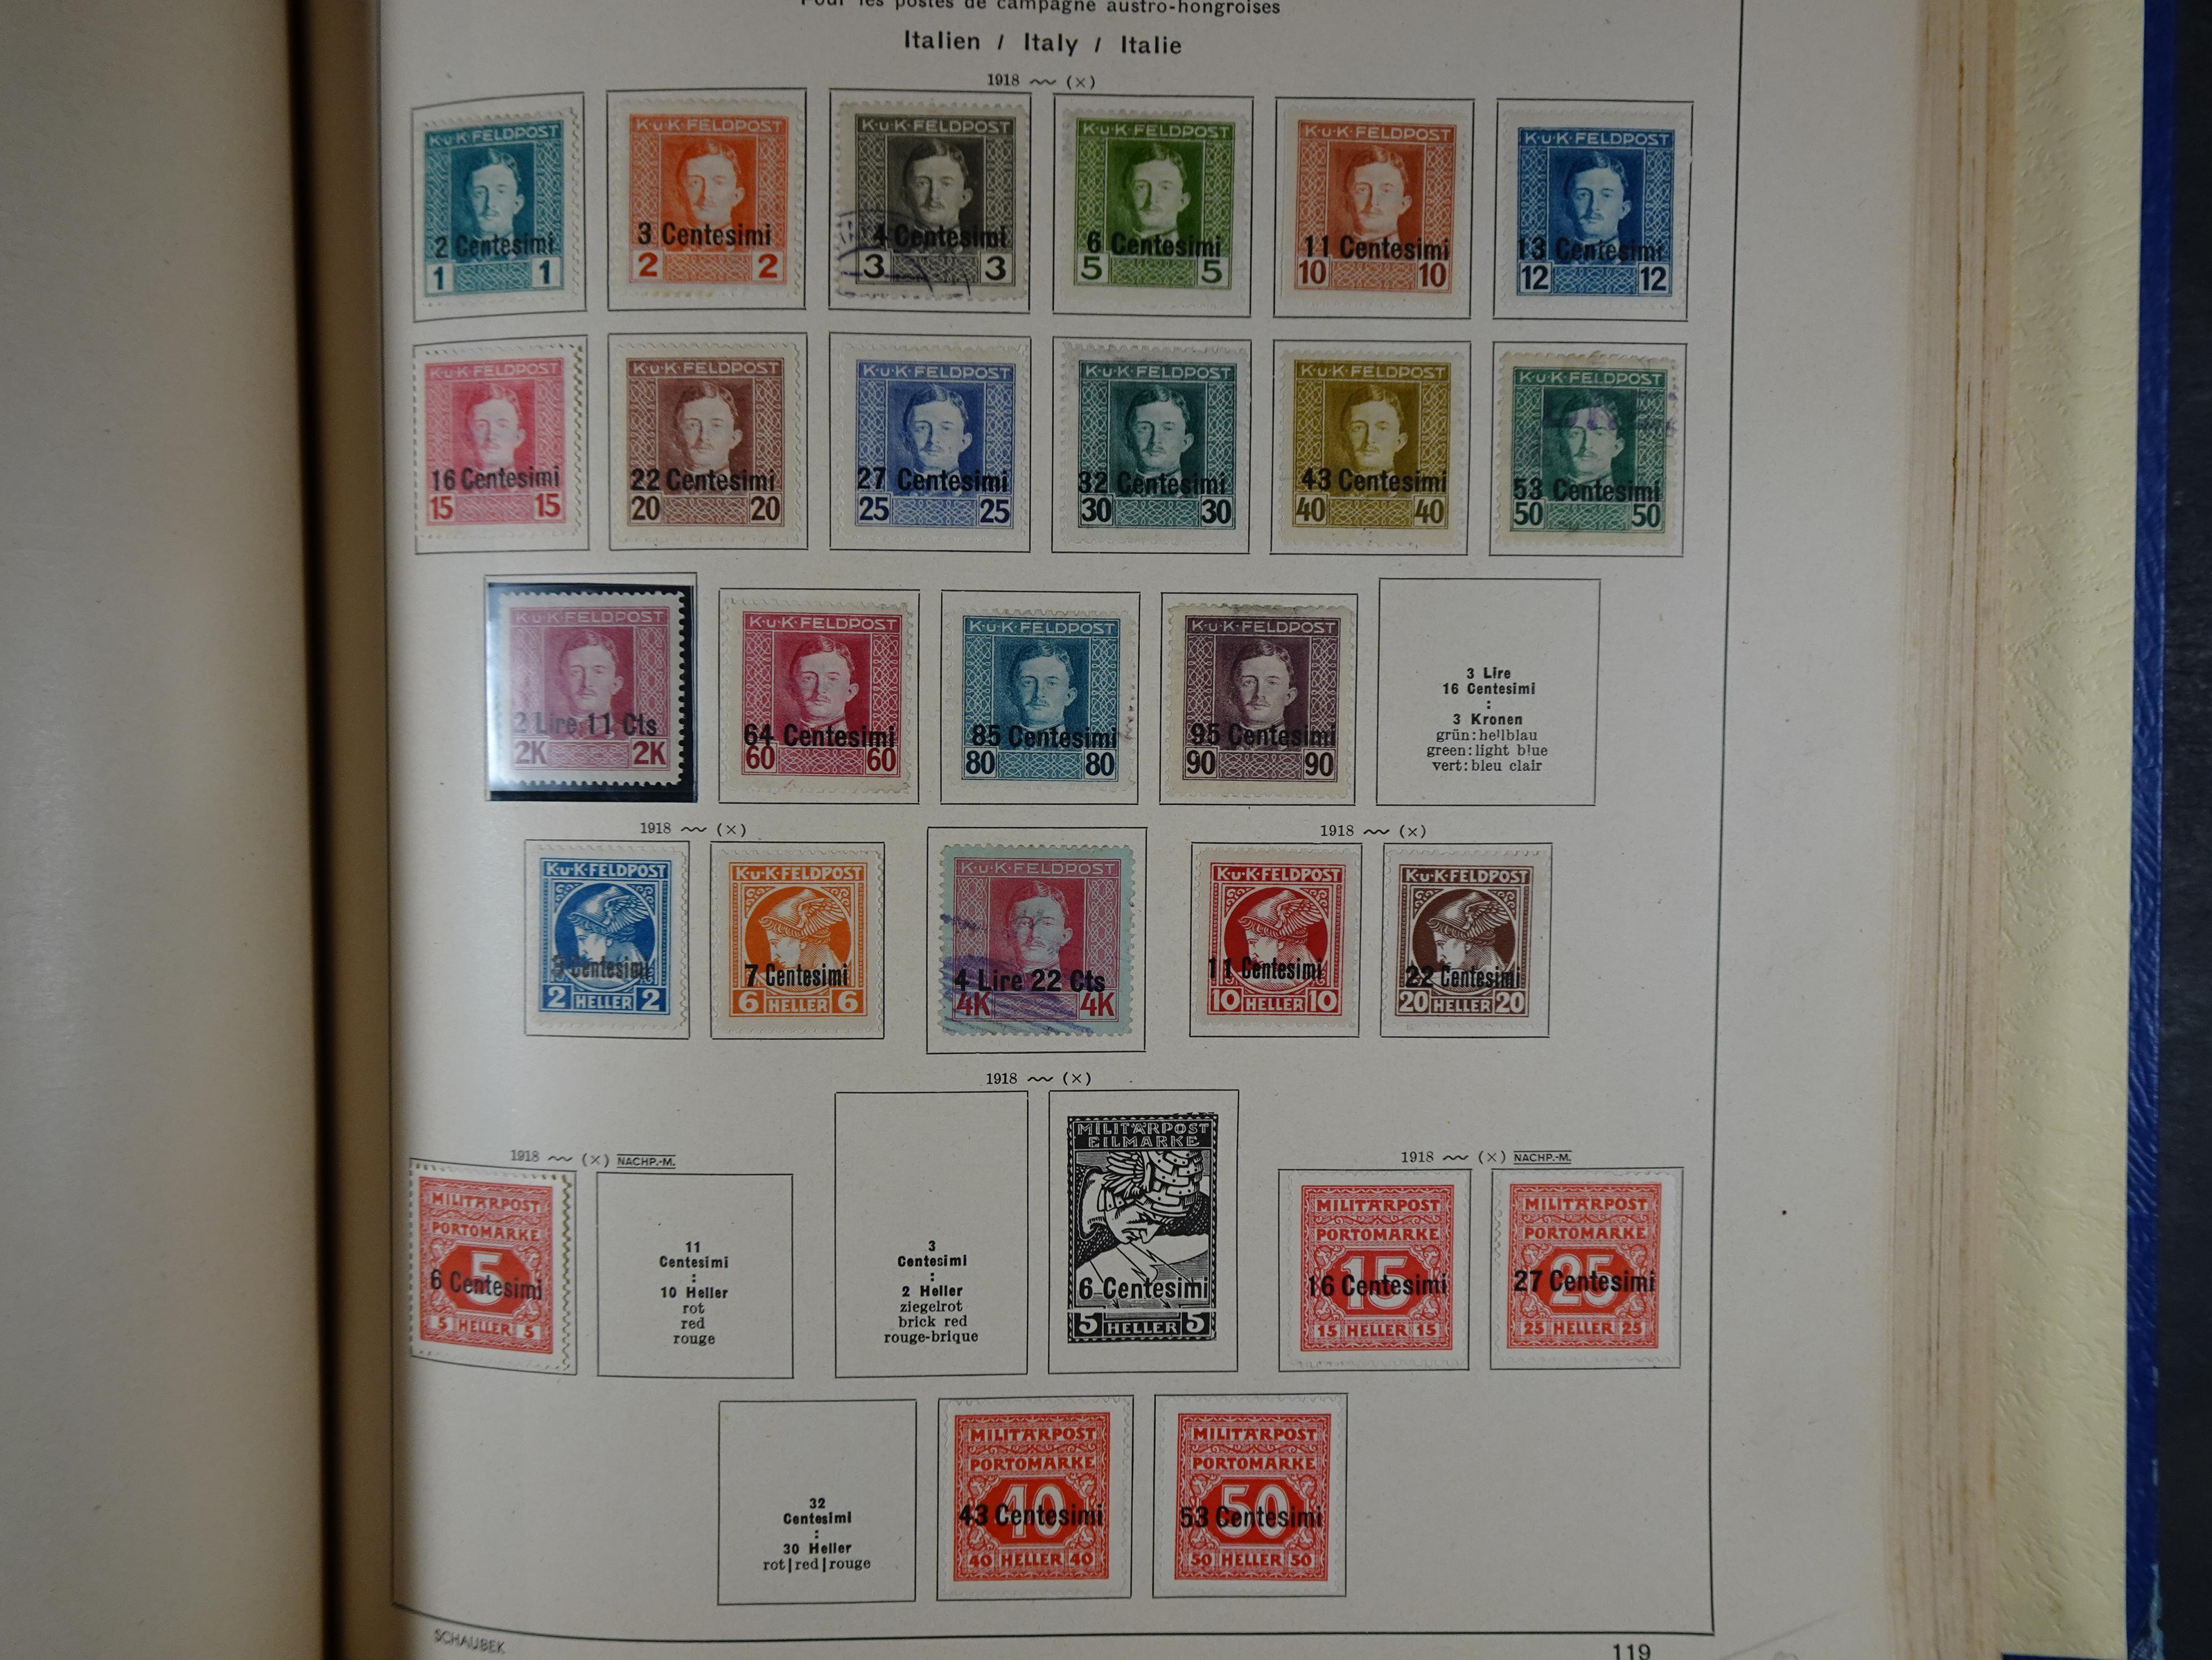 Pour les postes de campagne austro-hongroises
Italien / Italy / Italie
1918 (×)
K·u·K·FELDPOST
2 Centesimi
1 1
K·u·K·FELDPOST
3 Centesimi
2 2
K·u·K·FELDPOST
4 Centesimi
3 3
K·u·K·FELDPOST
6 Centesimi
5 5
K·u·K·FELDPOST
11 Centesimi
10 10
K·u·K·FELDPOST
13 Centesimi
12 12
K·u·K·FELDPOST
16 Centesimi
15 15
K·u·K·FELDPOST
22 Centesimi
20 20
K·u·K·FELDPOST
27 Centesimi
25 25
K·u·K·FELDPOST
32 Centesimi
30 30
K·u·K·FELDPOST
43 Centesimi
40 40
K·u·K·FELDPOST
53 Centesimi
50 50
K·u·K·FELDPOST
2 Lire 11 Cts
2K 2K
K·u·K·FELDPOST
64 Centesimi
60 60
K·u·K·FELDPOST
85 Centesimi
80 80
K·u·K·FELDPOST
95 Centesimi
90 90
3 Lire
16 Centesimi
:
3 Kronen
grün:hellblau
green:light blue
vert:bleu clair
1918 (×)
K·u·K·FELDPOST
Centesimi
2 HELLER 2
K·u·K·FELDPOST
7 Centesimi
6 HELLER 6
K·u·K·FELDPOST
4 Lire 22 Cts
4K 4K
1918 (×)
K·u·K·FELDPOST
11 Centesimi
10 HELLER 10
K·u·K·FELDPOST
22 Centesimi
20 HELLER 20
1918 (×)
1918 (×) NACHP.-M.
MILITÄRPOST
PORTOMARKE
5
6 Centesimi
5 HELLER 5
11
Centesimi
:
10 Heller
rot
red
rouge
3
Centesimi
:
2 Heller
ziegelrot
brick red
rouge-brique
MILITÄRPOST
EILMARKE
6 Centesimi
5 HELLER 5
1918 (×) NACHP.-M.
MILITÄRPOST
PORTOMARKE
15
16 Centesimi
15 HELLER 15
MILITÄRPOST
PORTOMARKE
25
27 Centesimi
25 HELLER 25
32
Centesimi
:
30 Heller
rot|red|rouge
MILITÄRPOST
PORTOMARKE
40
43 Centesimi
40 HELLER 40
MILITÄRPOST
PORTOMARKE
50
53 Centesimi
50 HELLER 50
SCHAUBEK
119